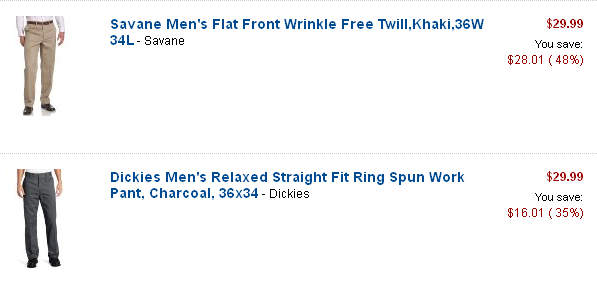 Savane Men's Flat Front Wrinkle Free Twill,Khaki,36W
34L - Savane
$29.99
You save:
$28.01 ( 48%)
Dickies Men's Relaxed Straight Fit Ring Spun Work
Pant, Charcoal, 36x34 - Dickies
$29.99
You save:
$16.01 ( 35%)